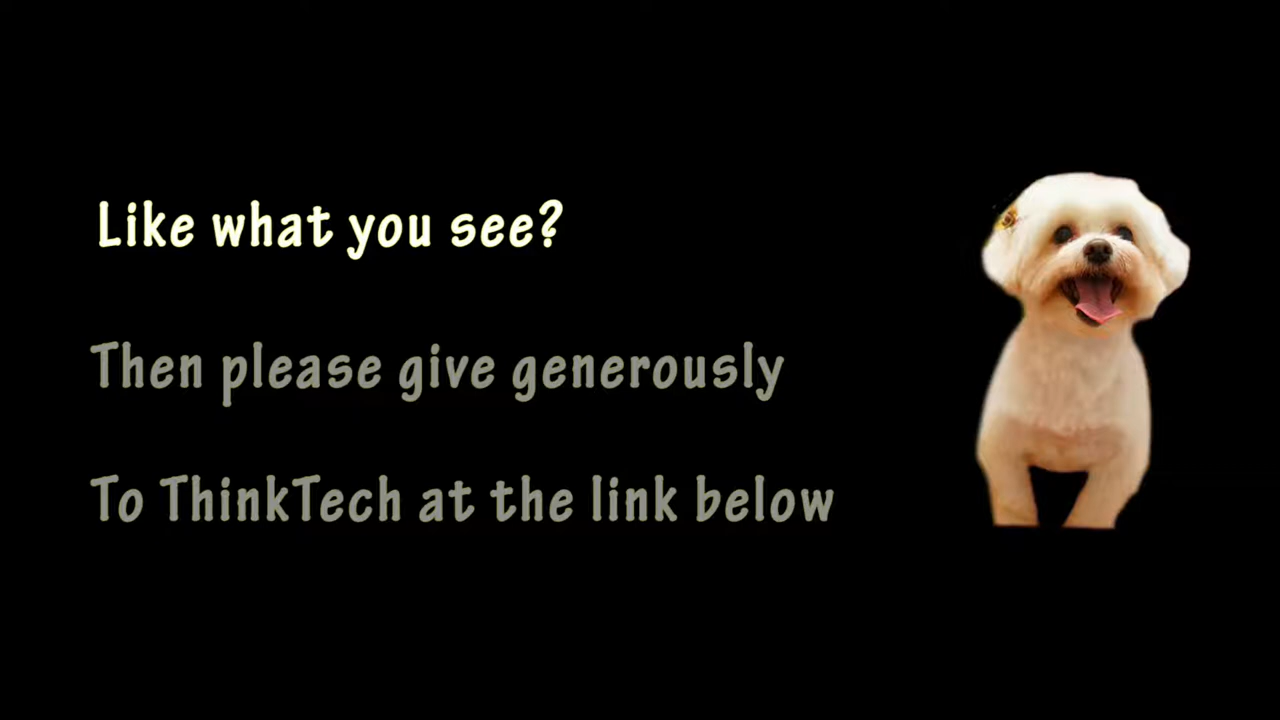 Like what you see?
Then please give generously
To ThinkTech at the link below